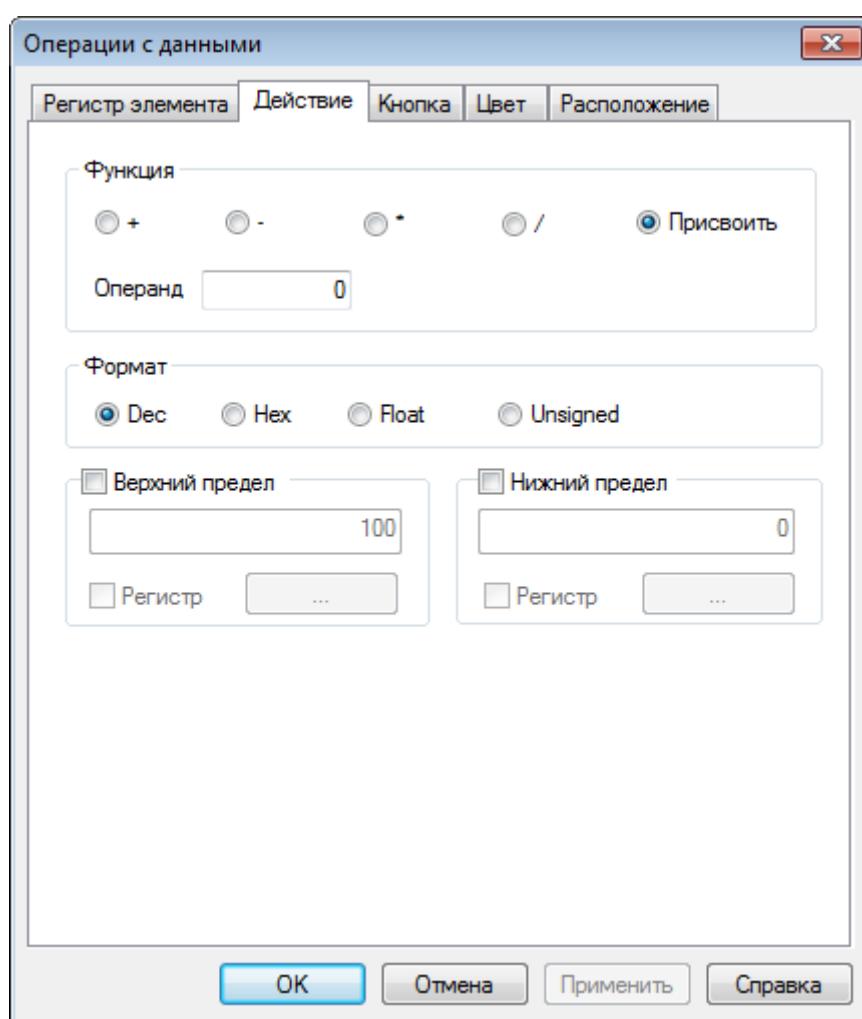 Операции с данными
Регистр элемента Действие Кнопка Цвет Расположение
Функция
+ - * / Присвоить
Операнд 0
Формат
Dec Hex Float Unsigned
Верхний предел Нижний предел
100 0
Регистр ... Регистр ...
OK Отмена Применить Справка